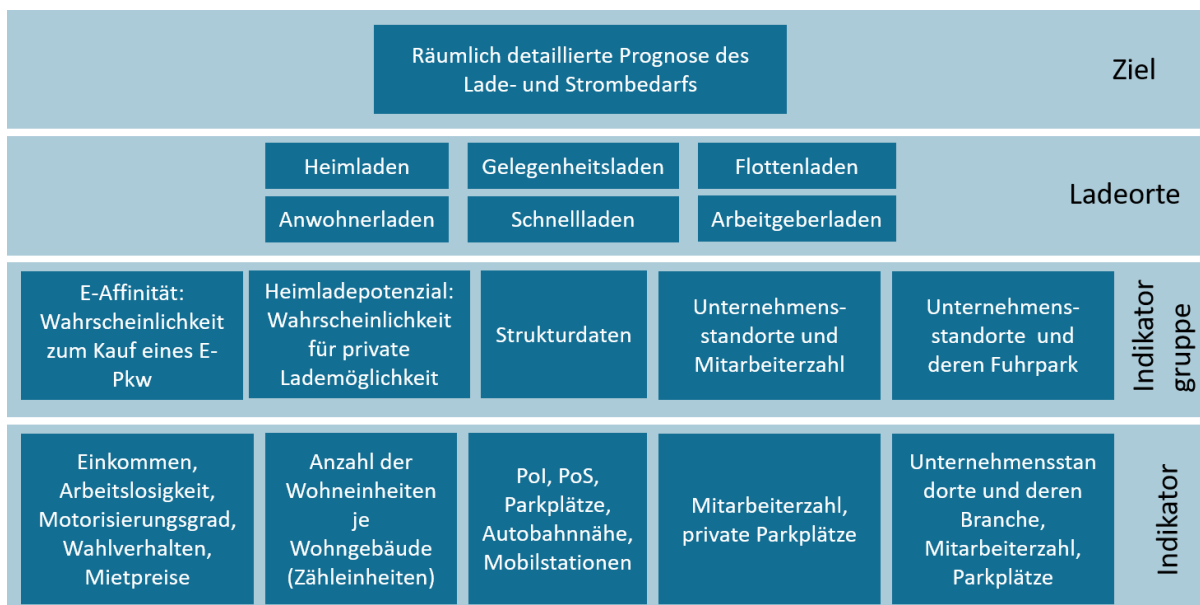 Räumlich detaillierte Prognose des
Lade- und Strombedarfs
Ziel
Heimladen
Gelegenheitsladen
Flottenladen
Anwohnerladen
Schnellladen
Arbeitgeberladen
Ladeorte
E-Affinität:
Wahrscheinlichkeit
zum Kauf eines E-
Pkw
Heimladepotenzial:
Wahrscheinlichkeit
für private
Lademöglichkeit
Strukturdaten
Unternehmens-
standorte und
Mitarbeiterzahl
Unternehmens-
standorte und
deren Fuhrpark
Indikator
gruppe
Einkommen,
Arbeitslosigkeit,
Motorisierungsgrad,
Wahlverhalten,
Mietpreise
Anzahl der
Wohneinheiten
je
Wohngebäude
(Zähleinheiten)
PoI, PoS,
Parkplätze,
Autobahnnähe,
Mobilstationen
Mitarbeiterzahl,
private Parkplätze
Unternehmensstan
dorte und deren
Branche,
Mitarbeiterzahl,
Parkplätze
Indikator